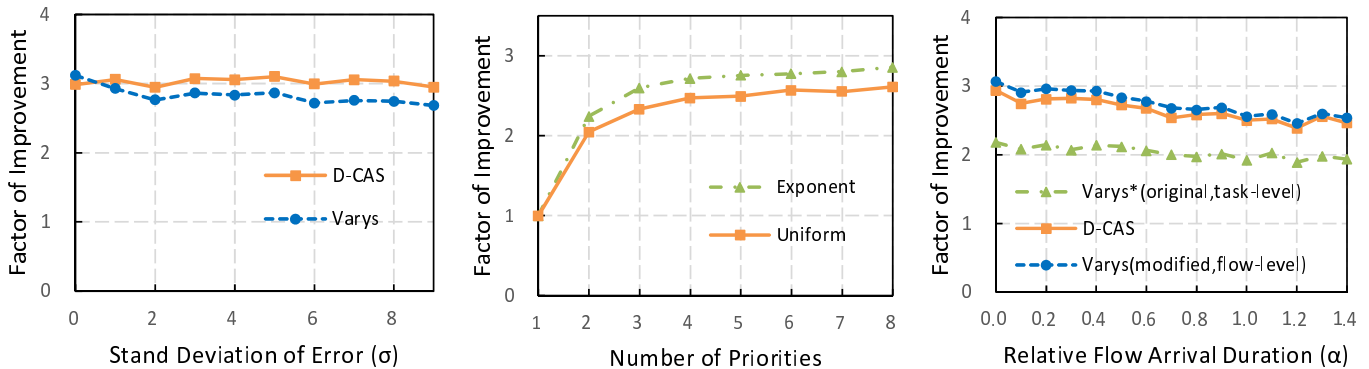 Factor of Improvement
4
3
2
1
0
D-CAS
Varys
0 2 4 6 8
Stand Deviation of Error (σ)
Factor of Improvement
3
2
1
0
Exponent
Uniform
1 2 3 4 5 6 7 8
Number of Priorities
Factor of Improvement
4
3
2
1
0
Varys*(original,task-level)
D-CAS
Varys(modified,flow-level)
0.0 0.2 0.4 0.6 0.8 1.0 1.2 1.4
Relative Flow Arrival Duration (α)